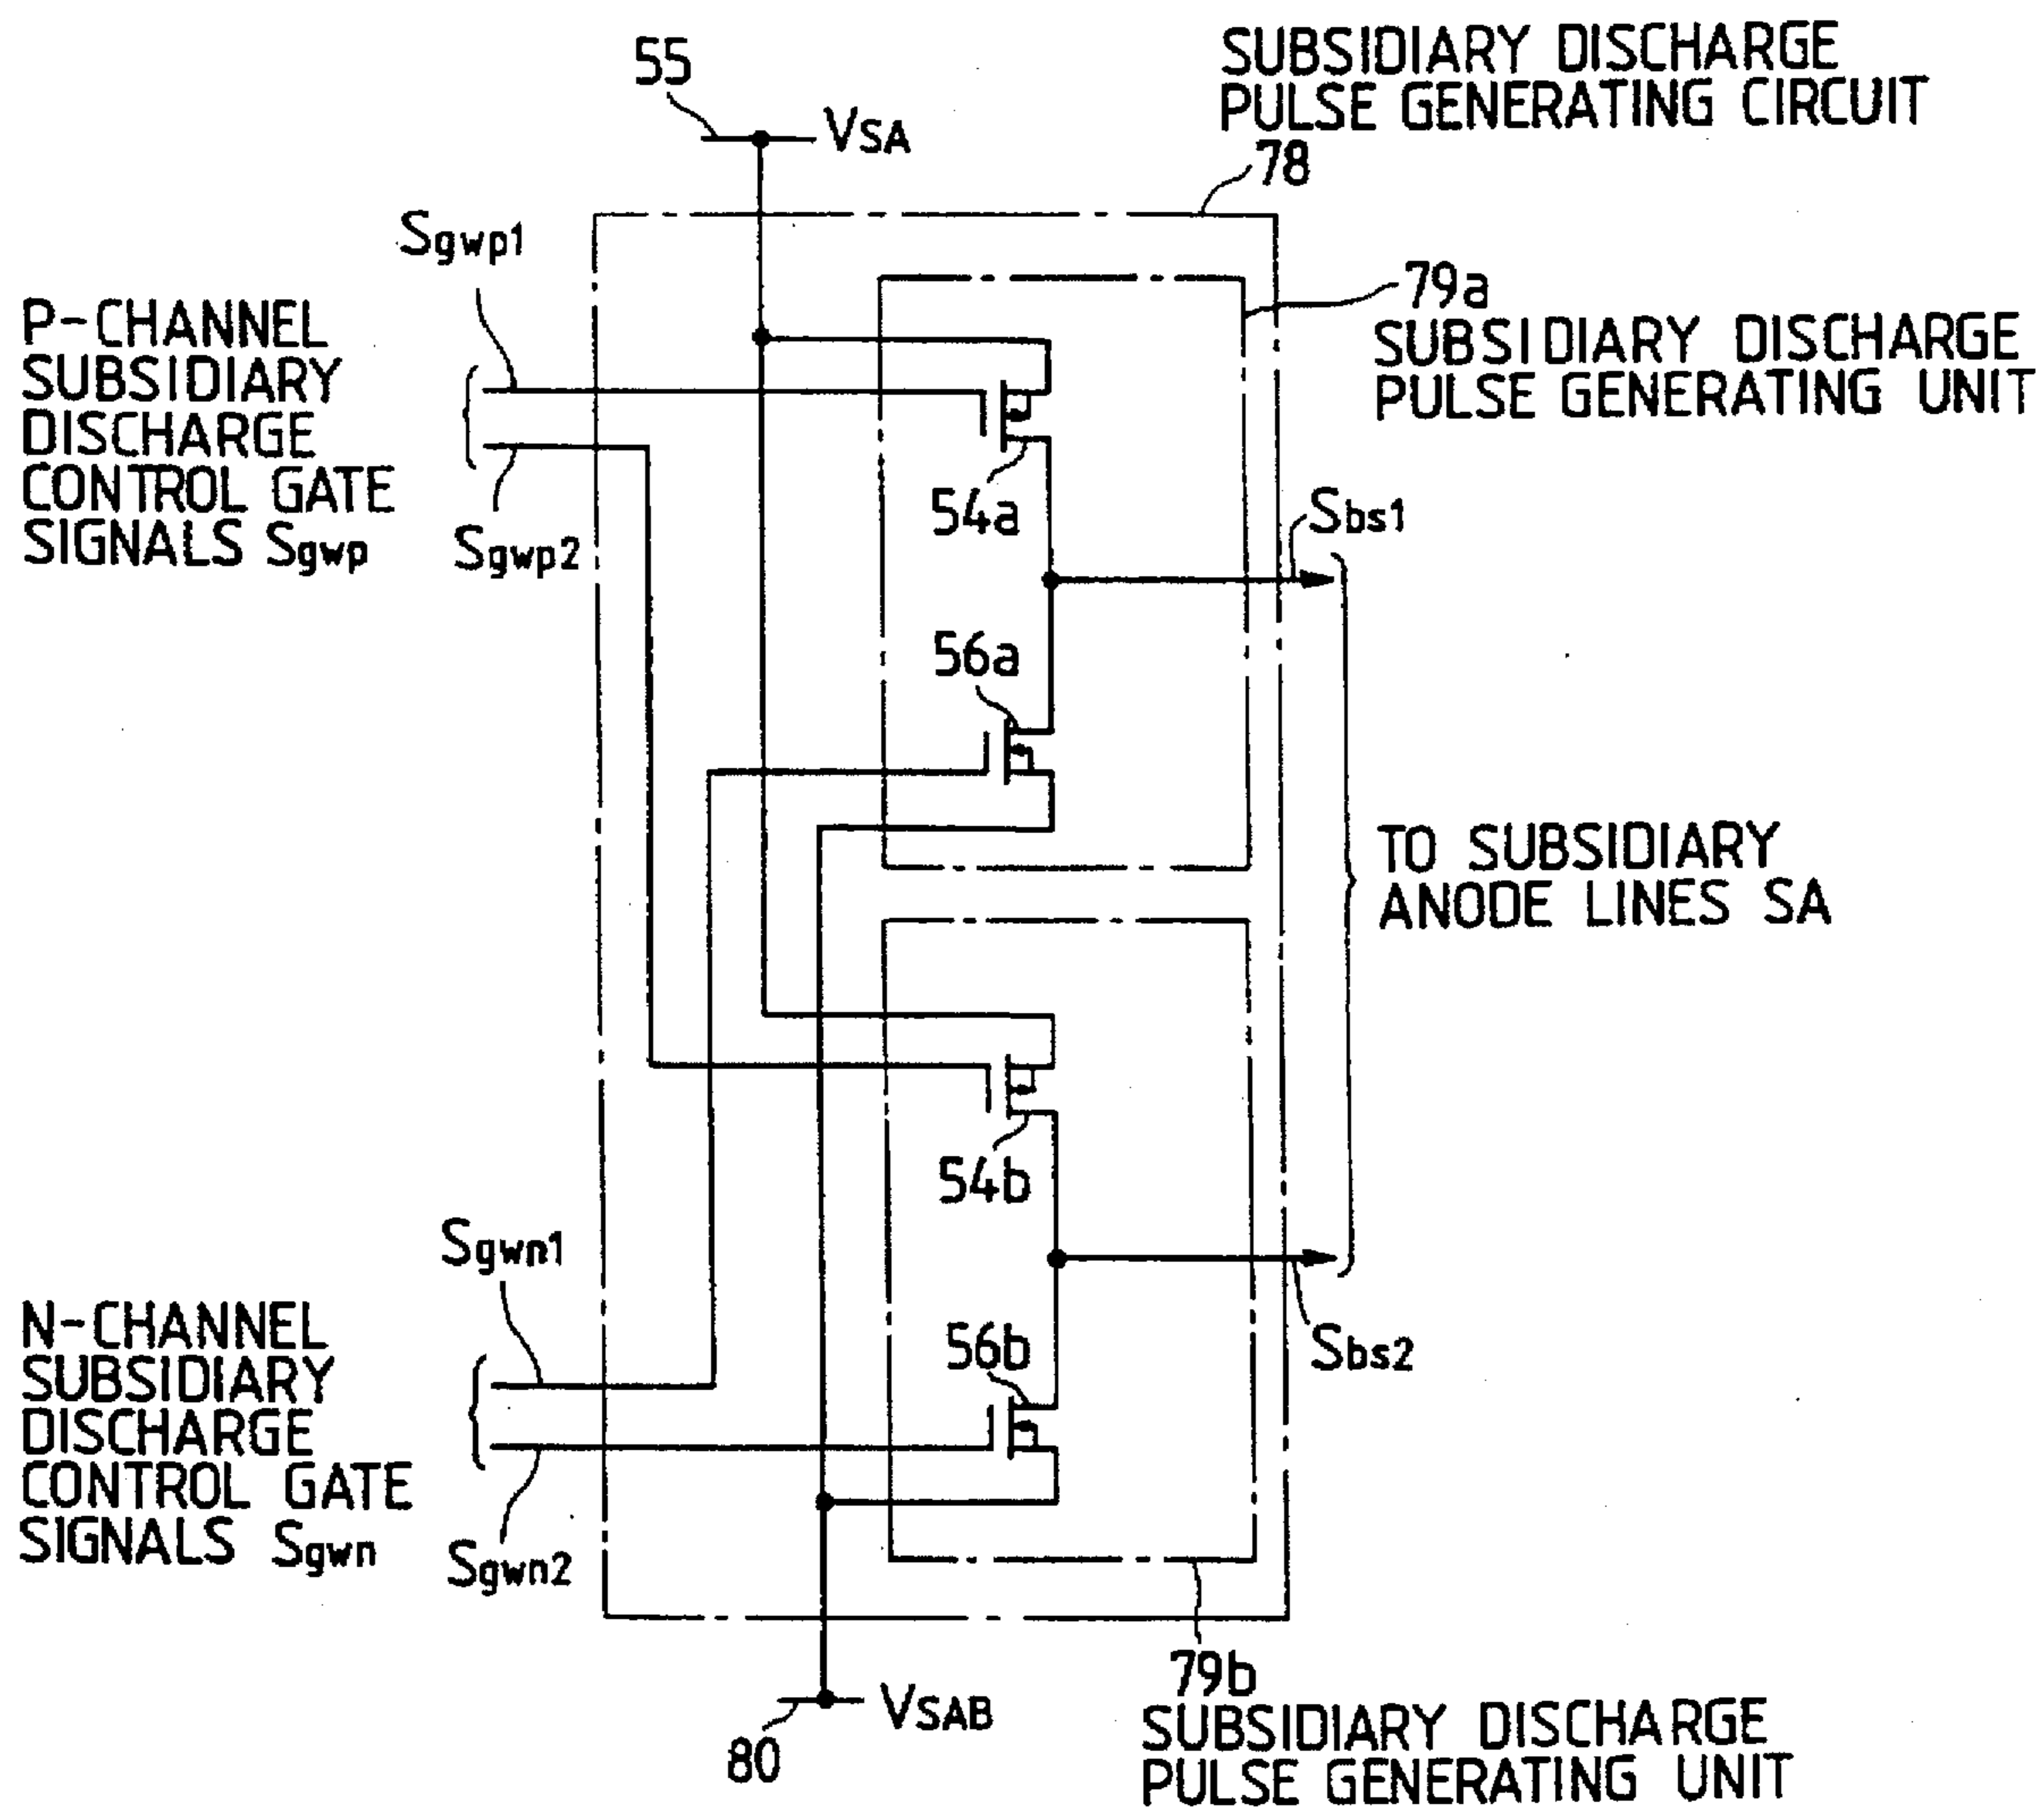 55
VSA
SUBSIDIARY DISCHARGE
PULSE GENERATING CIRCUIT
78
Sgwp1
P-CHANNEL
SUBSIDIARY
DISCHARGE
CONTROL GATE
SIGNALS Sgwp
Sgwp2
79a
SUBSIDIARY DISCHARGE
PULSE GENERATING UNIT
54a
Sbs1
56a
TO SUBSIDIARY
ANODE LINES SA
54b
Sgwn1
N-CHANNEL
SUBSIDIARY
DISCHARGE
CONTROL GATE
SIGNALS Sgwn
Sgwn2
56b
Sbs2
79b
SUBSIDIARY DISCHARGE
PULSE GENERATING UNIT
80
VSAB